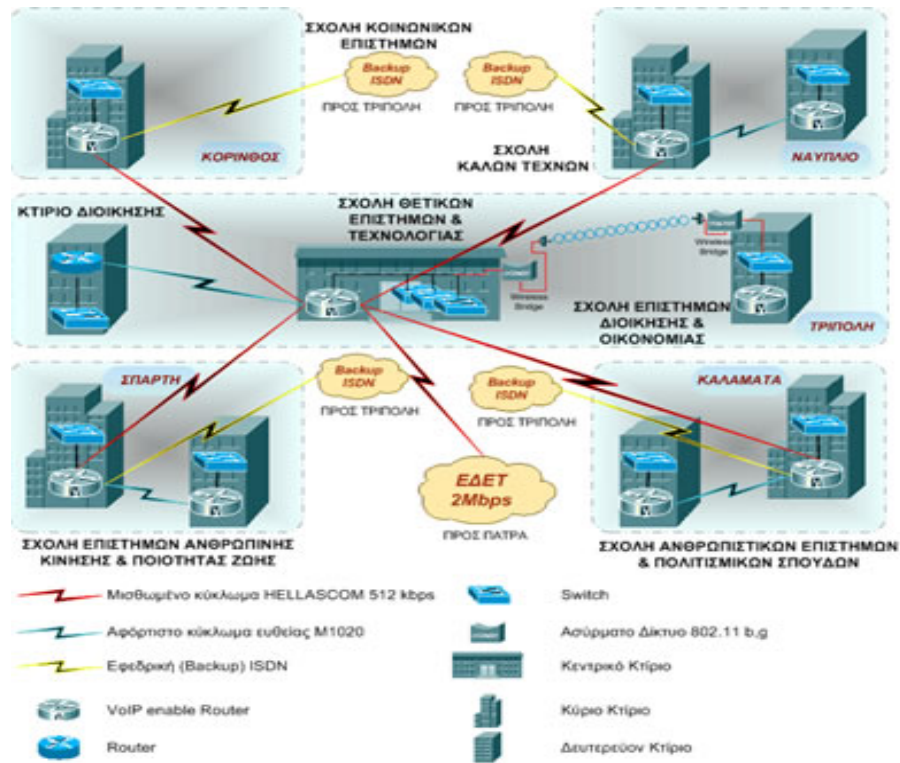 ΣΧΟΛΗ ΚΟΙΝΩΝΙΚΩΝ
ΕΠΙΣΤΗΜΩΝ
Backup
ISDN
ΠΡΟΣ ΤΡΙΠΟΛΗ
Backup
ISDN
ΠΡΟΣ ΤΡΙΠΟΛΗ
ΚΟΡΙΝΘΟΣ
ΣΧΟΛΗ
ΚΑΛΩΝ ΤΕΧΝΩΝ
ΝΑΥΠΛΙΟ
ΚΤΙΡΙΟ ΔΙΟΙΚΗΣΗΣ
ΣΧΟΛΗ ΘΕΤΙΚΩΝ
ΕΠΙΣΤΗΜΩΝ &
ΤΕΧΝΟΛΟΓΙΑΣ
Wireless
Bridge
Wireless
Bridge
ΣΧΟΛΗ ΕΠΙΣΤΗΜΩΝ
ΔΙΟΙΚΗΣΗΣ &
ΟΙΚΟΝΟΜΙΑΣ
ΤΡΙΠΟΛΗ
ΣΠΑΡΤΗ
Backup
ISDN
ΠΡΟΣ ΤΡΙΠΟΛΗ
Backup
ISDN
ΠΡΟΣ ΤΡΙΠΟΛΗ
ΚΑΛΑΜΑΤΑ
ΕΔΕΤ
2Mbps
ΠΡΟΣ ΠΑΤΡΑ
ΣΧΟΛΗ ΕΠΙΣΤΗΜΩΝ ΑΝΘΡΩΠΙΝΗΣ
ΚΙΝΗΣΗΣ & ΠΟΙΟΤΗΤΑΣ ΖΩΗΣ
ΣΧΟΛΗ ΑΝΘΡΩΠΙΣΤΙΚΩΝ ΕΠΙΣΤΗΜΩΝ
& ΠΟΛΙΤΙΣΜΙΚΩΝ ΣΠΟΥΔΩΝ
Μισθωμένο κύκλωμα HELLASCOM 512 kbps
Switch
Αφόρτιστο κύκλωμα ευθείας Μ1020
Ασύρματο Δίκτυο 802.11 b,g
Εφεδρική (Backup) ISDN
Κεντρικό Κτίριο
VoIP enable Router
Κύριο Κτίριο
Router
Δευτερεύον Κτίριο